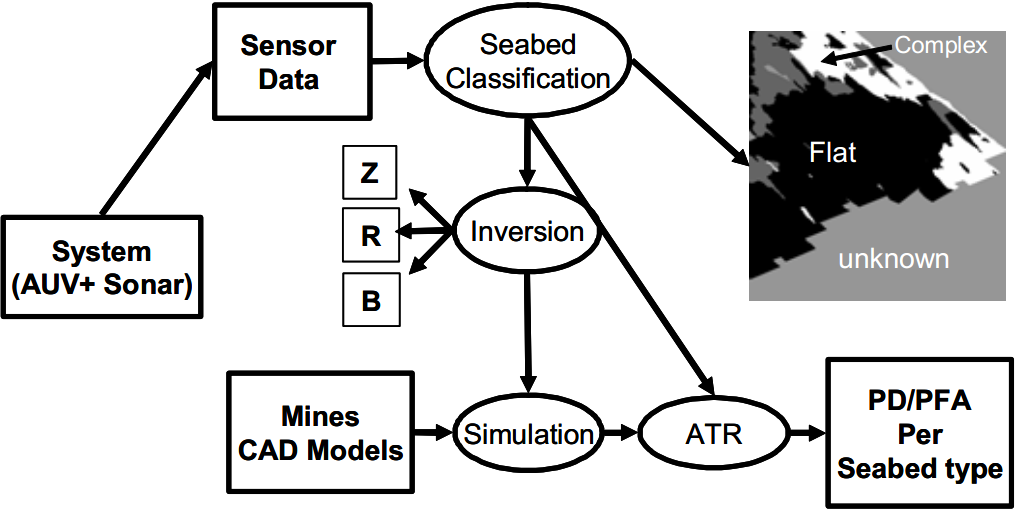 Sensor
Data
Seabed
Classification
Complex
Flat
unknown
Z
R
B
Inversion
System
(AUV+ Sonar)
Mines
CAD Models
Simulation
ATR
PD/PFA
Per
Seabed type